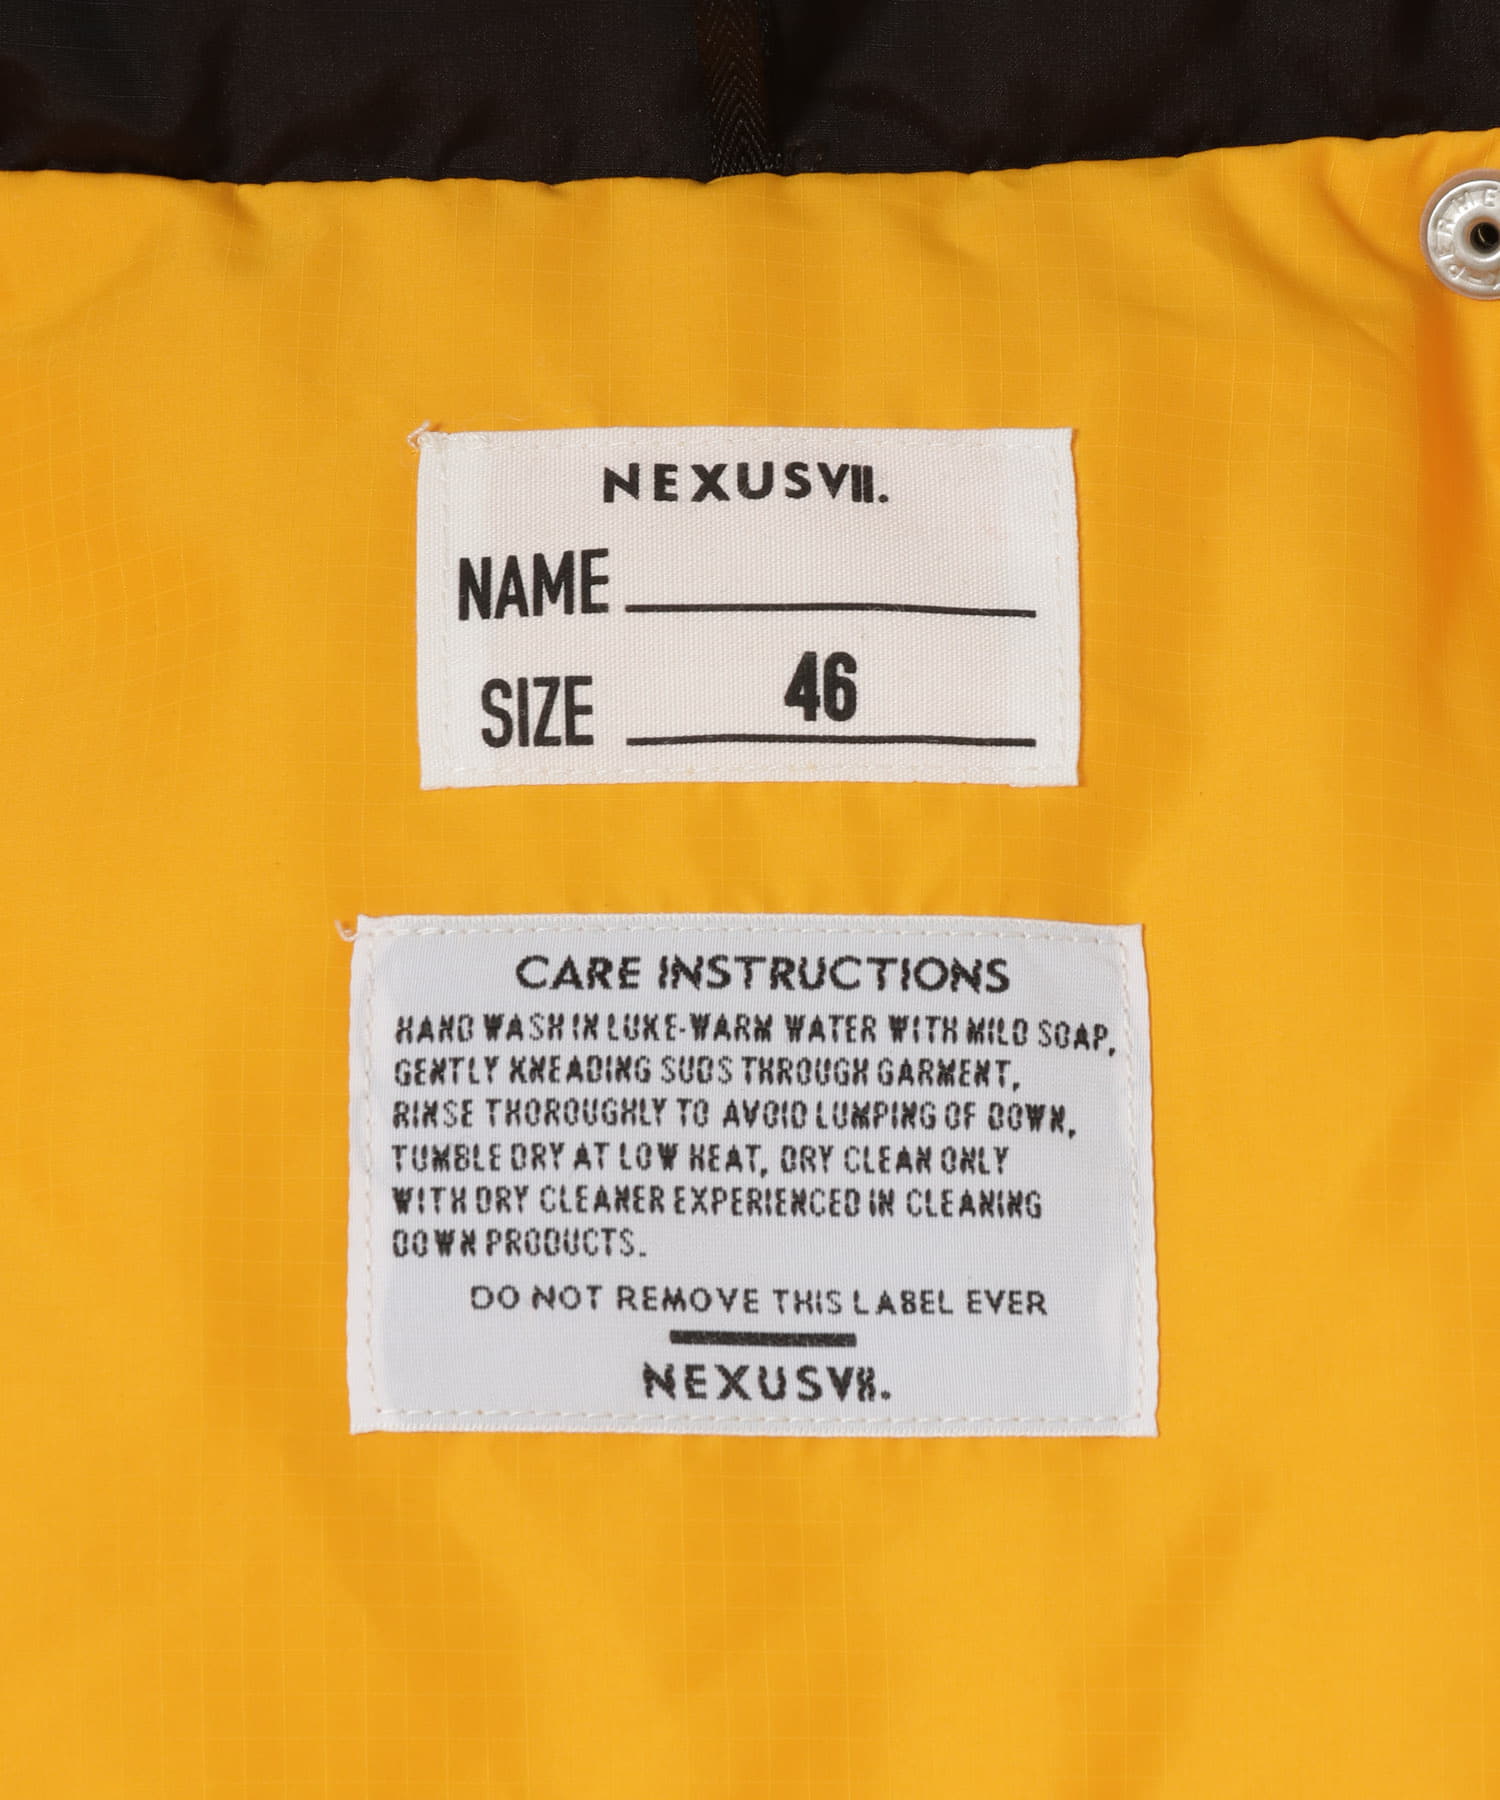 NEXUSVII.
NAME
SIZE 46
CARE INSTRUCTIONS
HAND WASH IN LUKE-WARM WATER WITH MILD SOAP,
GENTLY KNEADING SUDS THROUGH GARMENT,
RINSE THOROUGHLY TO AVOID LUMPING OF DOWN,
TUMBLE DRY AT LOW HEAT, DRY CLEAN ONLY
WITH DRY CLEANER EXPERIENCED IN CLEANING
DOWN PRODUCTS.
DO NOT REMOVE THIS LABEL EVER
NEXUSVII.